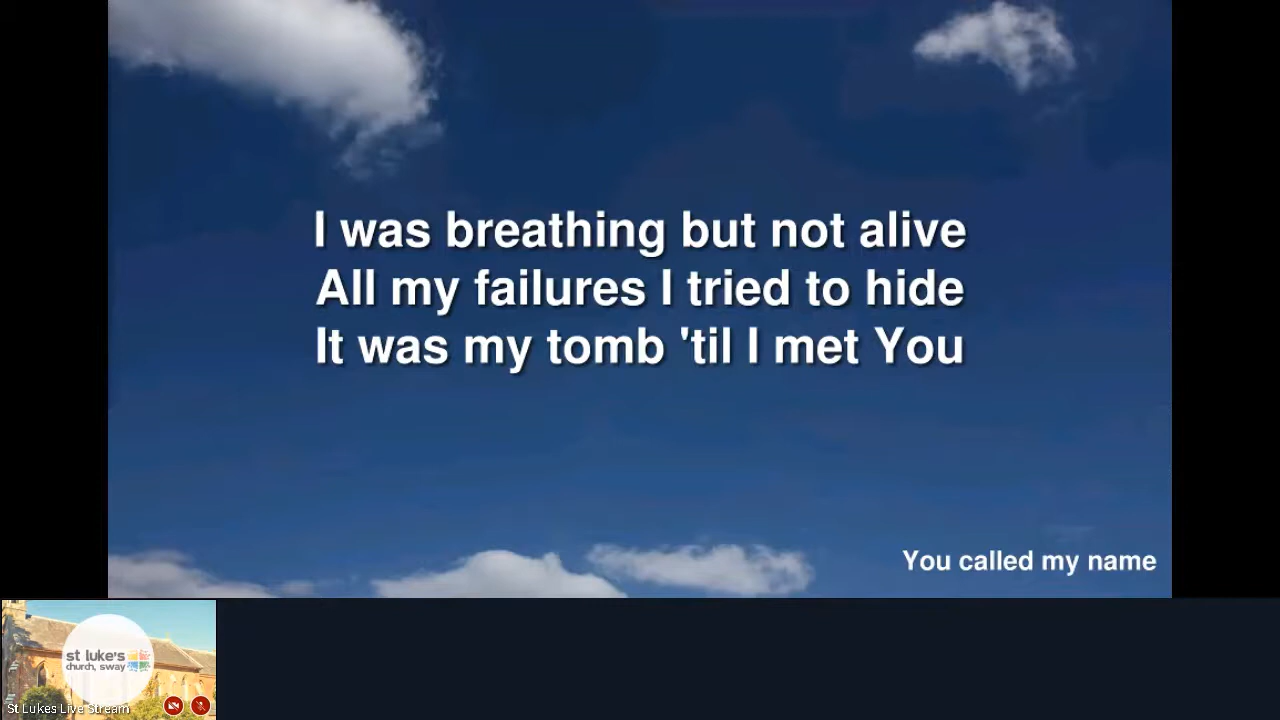 I was breathing but not alive
All my failures I tried to hide
It was my tomb 'til I met You
You called my name
st luke's
church, sway
St Lukes Live Stream